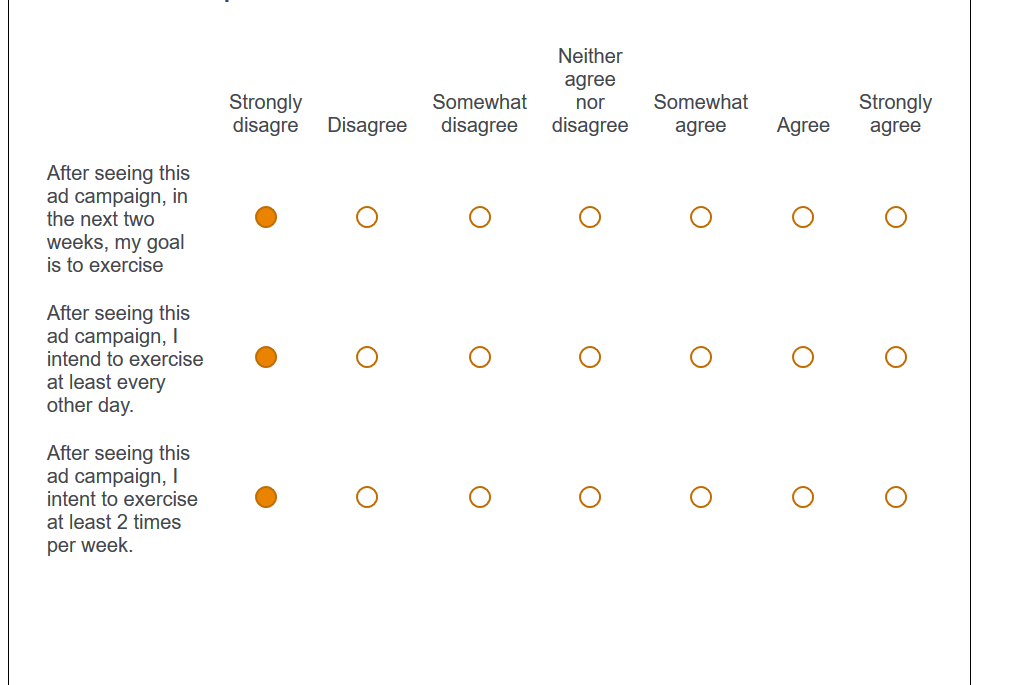 Strongly disagre
Disagree
Somewhat disagree
Neither agree nor disagree
Somewhat agree
Agree
Strongly agree
After seeing this
ad campaign, in
the next two
weeks, my goal
is to exercise
After seeing this
ad campaign, I
intend to exercise
at least every
other day.
After seeing this
ad campaign, I
intent to exercise
at least 2 times
per week.